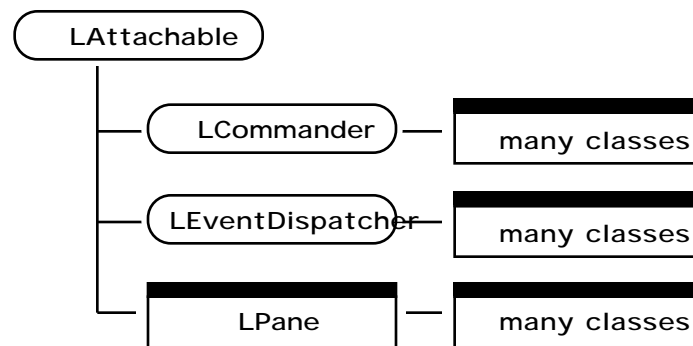 LAttachable
LCommander
many classes
LEventDispatcher
many classes
LPane
many classes